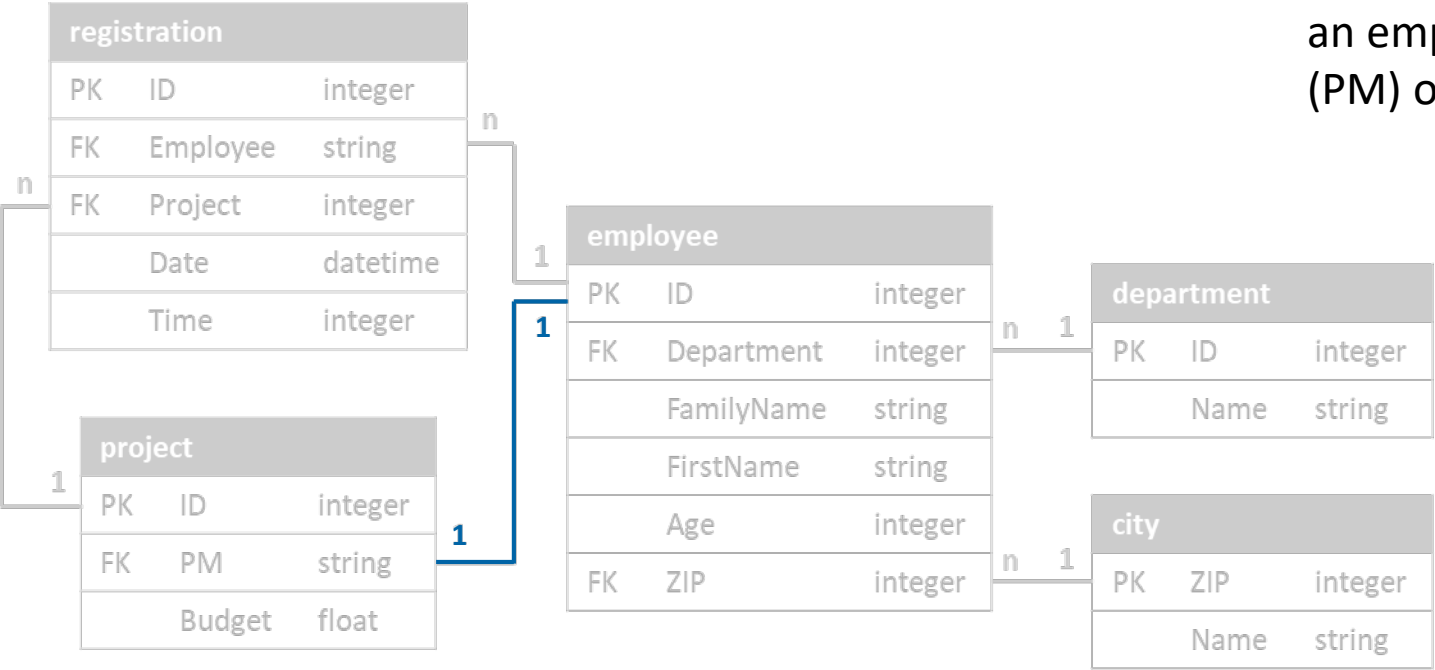 an emp
(PM) o
registration
PK ID integer
FK Employee string
FK Project integer
Date datetime
Time integer
n
n
1
1
employee
PK ID integer
FK Department integer
FamilyName string
FirstName string
Age integer
FK ZIP integer
n 1
n 1
department
PK ID integer
Name string
project
PK ID integer
FK PM string
Budget float
1
1
city
PK ZIP integer
Name string